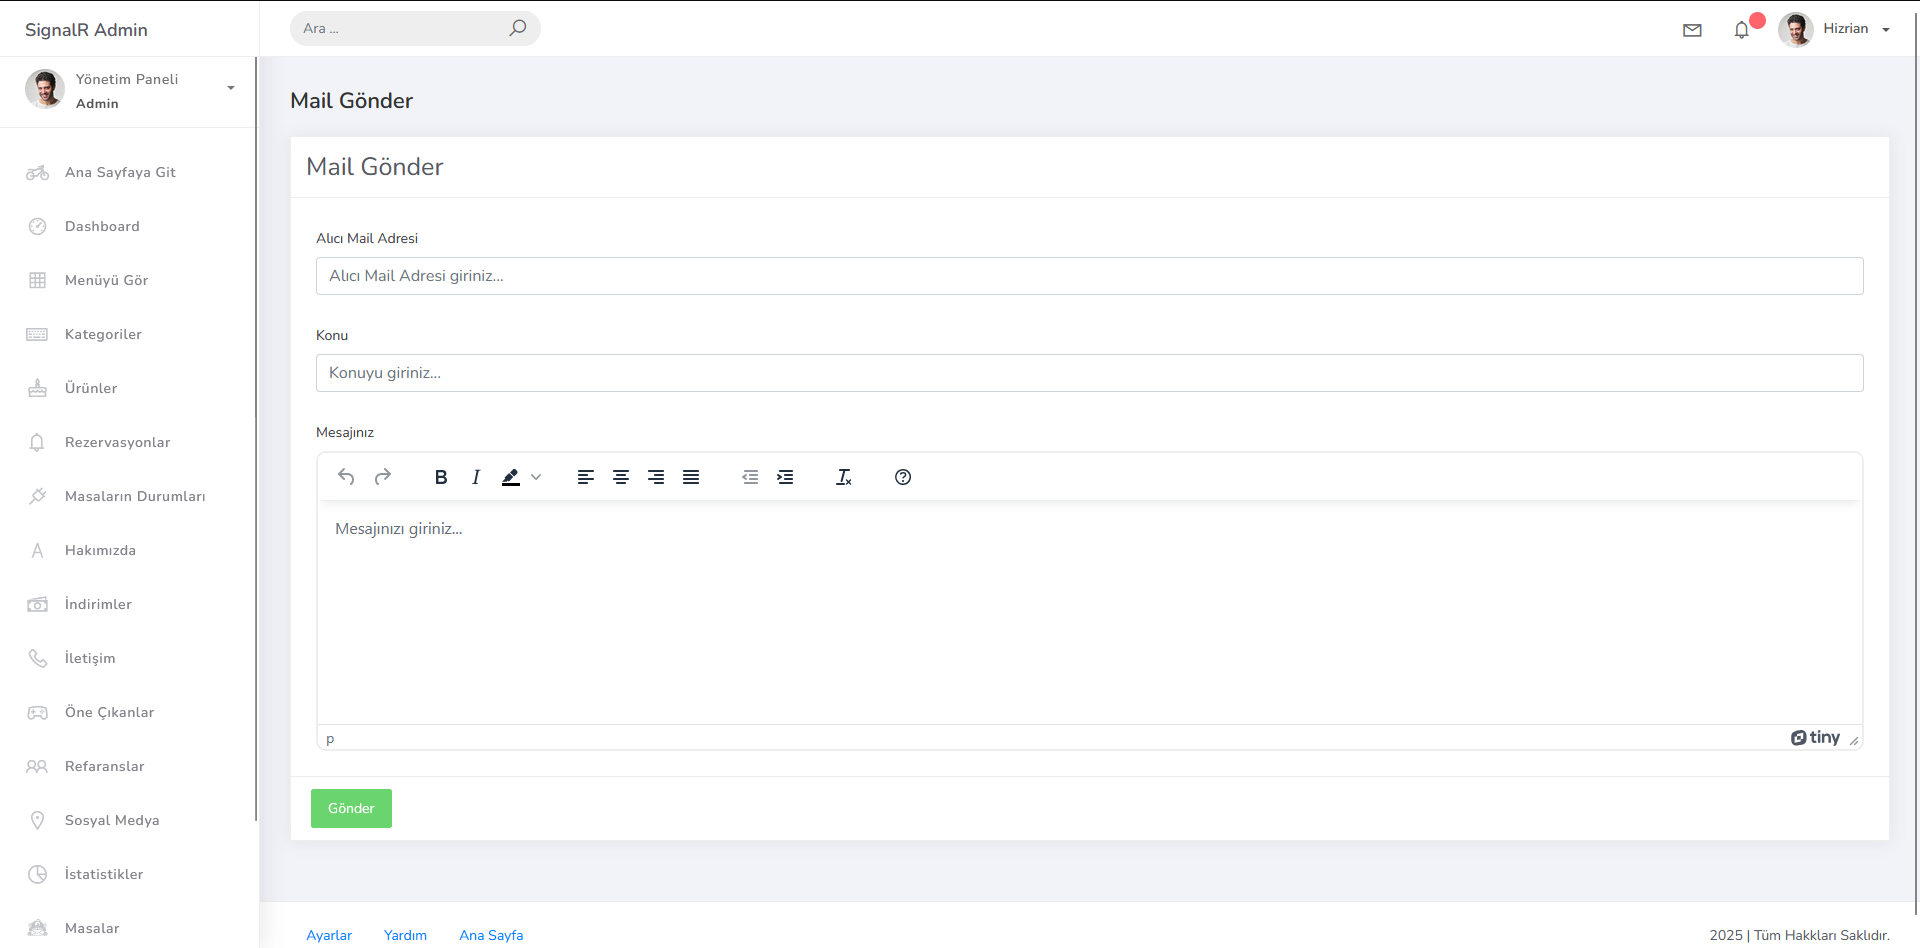 SignalR Admin
Ara ...
Hizrian
Yönetim Paneli
Admin
Ana Sayfaya Git
Dashboard
Menüyü Gör
Kategoriler
Ürünler
Rezervasyonlar
Masaların Durumları
Hakımızda
İndirimler
İletişim
Öne Çıkanlar
Refaranslar
Sosyal Medya
İstatistikler
Masalar
Mail Gönder
Mail Gönder
Alıcı Mail Adresi
Alıcı Mail Adresi giriniz...
Konu
Konuyu giriniz...
Mesajınız
Mesajınızı giriniz...
p
tiny
Gönder
Ayarlar Yardım Ana Sayfa
2025 | Tüm Hakkları Saklıdır.